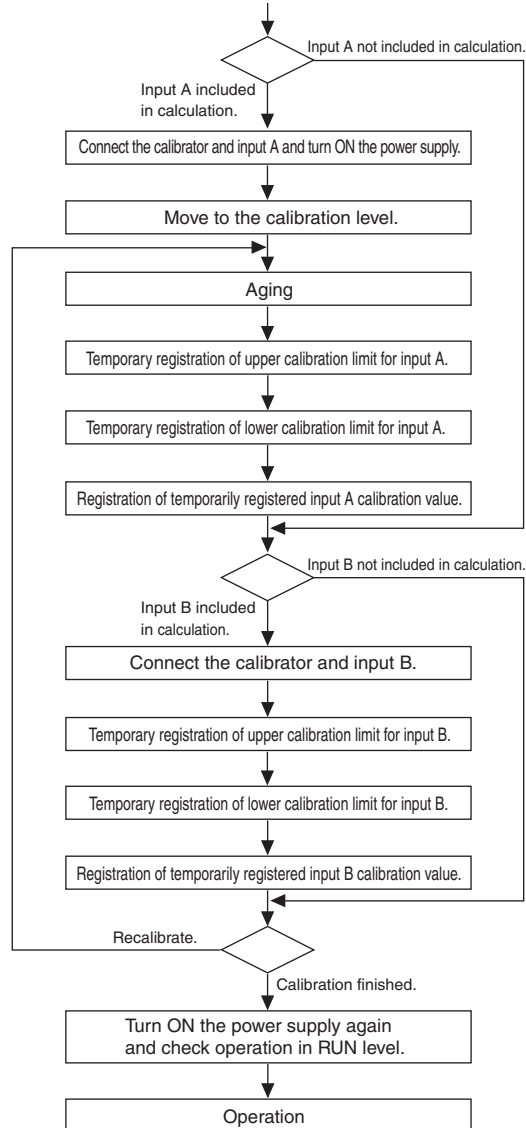 Input A not included in calculation.
Input A included
in calculation.
Connect the calibrator and input A and turn ON the power supply.
Move to the calibration level.
Aging
Temporary registration of upper calibration limit for input A.
Temporary registration of lower calibration limit for input A.
Registration of temporarily registered input A calibration value.
Input B not included in calculation.
Input B included
in calculation.
Connect the calibrator and input B.
Temporary registration of upper calibration limit for input B.
Temporary registration of lower calibration limit for input B.
Registration of temporarily registered input B calibration value.
Recalibrate.
Calibration finished.
Turn ON the power supply again
and check operation in RUN level.
Operation